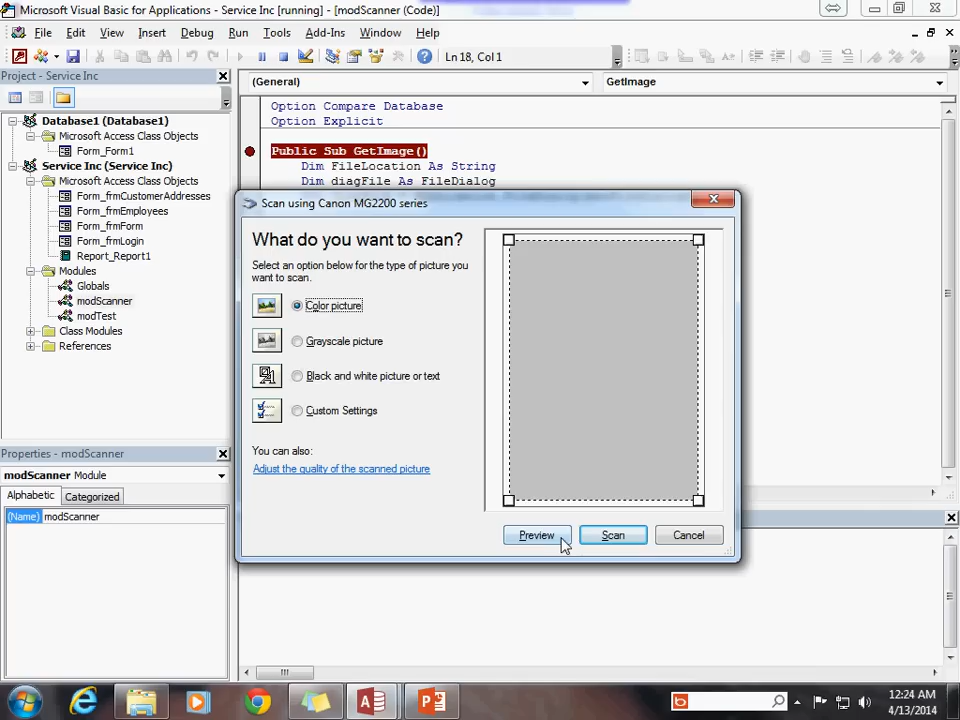 Microsoft Visual Basic for Applications - Service Inc [running] - [modScanner (Code)]
File Edit View Insert Debug Run Tools Add-Ins Window Help
Ln 18, Col 1
Project - Service Inc
(General) GetImage
Database1 (Database1)
Microsoft Access Class Objects
Form_Form1
Service Inc (Service Inc)
Microsoft Access Class Objects
Form_frmCustomerAddresses
Form_frmEmployees
Form_frmForm
Form_frmLogin
Report_Report1
Modules
Globals
modScanner
modTest
Class Modules
References
Option Compare Database
Option Explicit
Public Sub GetImage()
Dim FileLocation As String
Dim diagFile As FileDialog
Scan using Canon MG2200 series
What do you want to scan?
Select an option below for the type of picture you
want to scan.
Color picture
Grayscale picture
Black and white picture or text
Custom Settings
You can also:
Adjust the quality of the scanned picture
Preview Scan Cancel
Properties - modScanner
modScanner Module
Alphabetic Categorized
(Name) modScanner
12:24 AM
4/13/2014